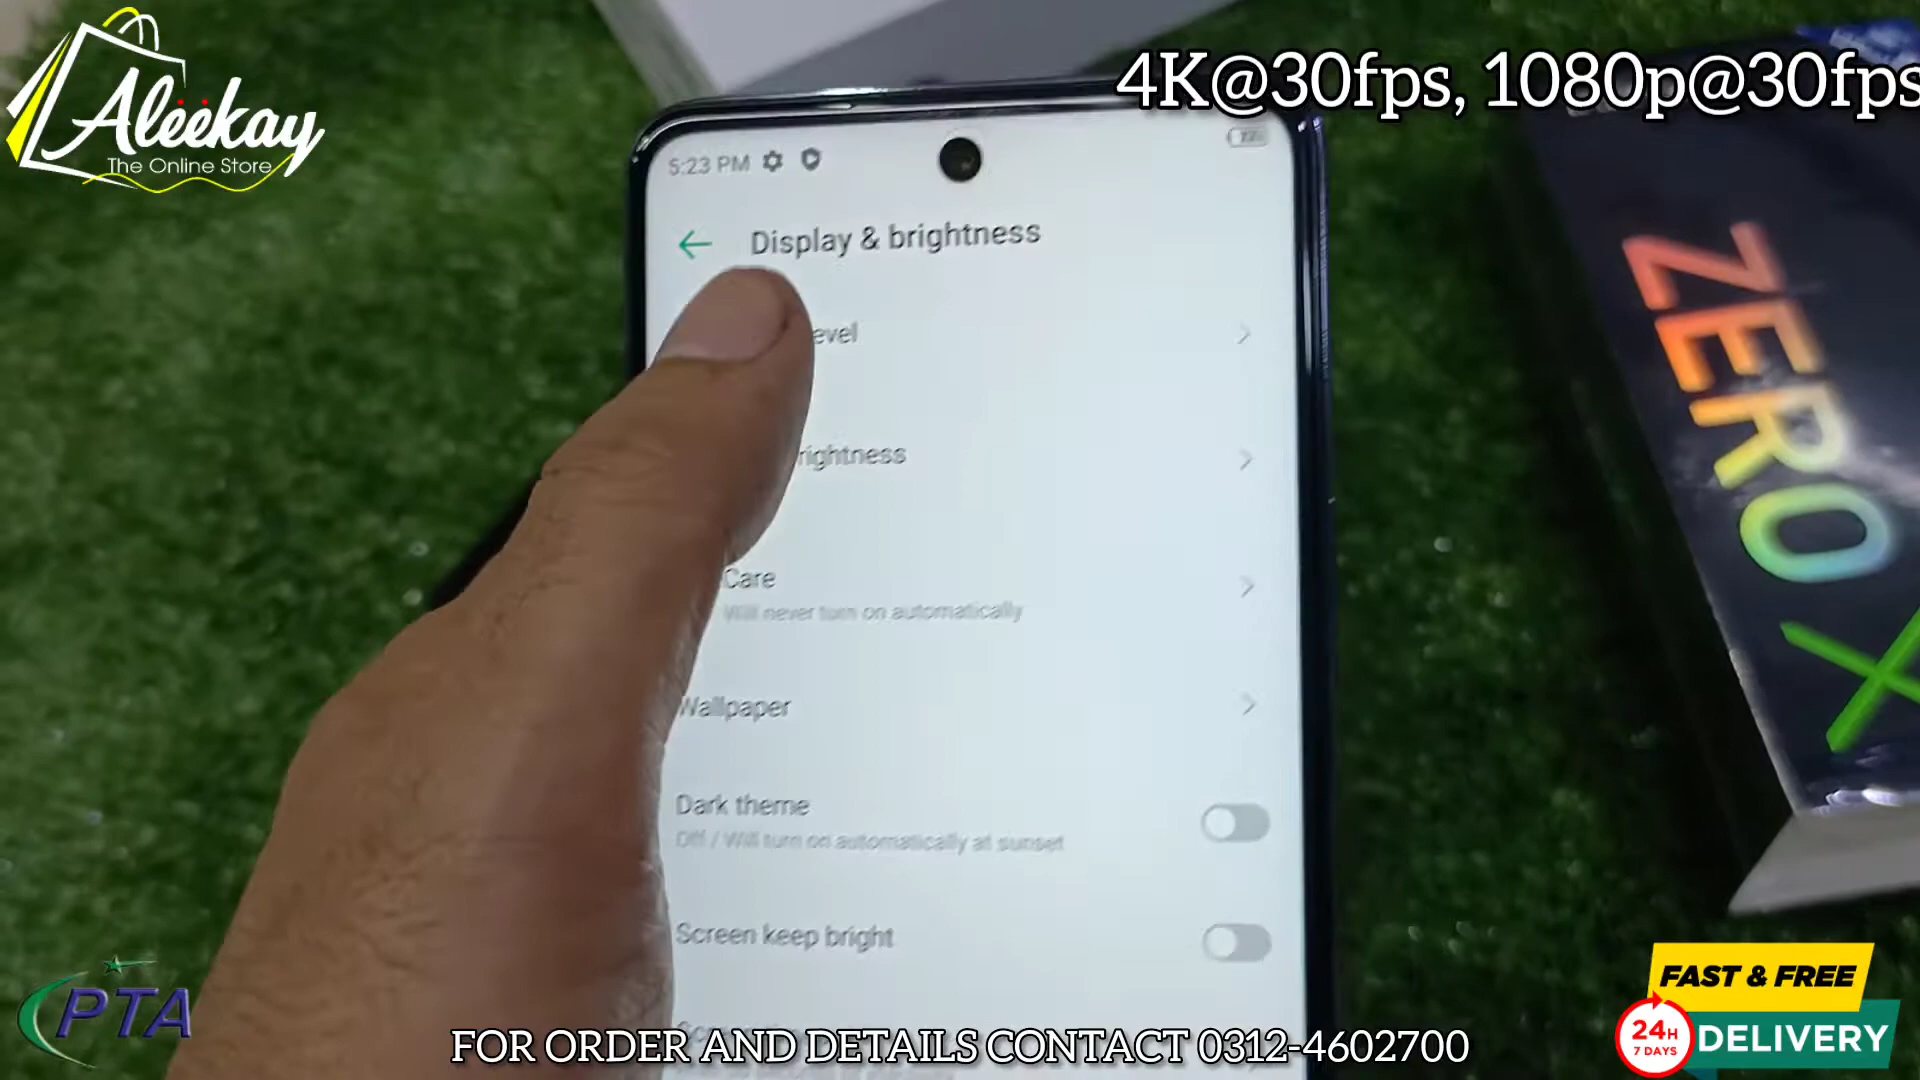 Aleekay
The Online Store
4K@30fps, 1080p@30fps
5:23 PM
Display & brightness
evel
rightness
Care
Will never turn on automatically
Wallpaper
Dark theme
Off / Will turn on automatically at sunset
Screen keep bright
ZERO X
PTA
FOR ORDER AND DETAILS CONTACT 0312-4602700
FAST & FREE
24H
7 DAYS
DELIVERY